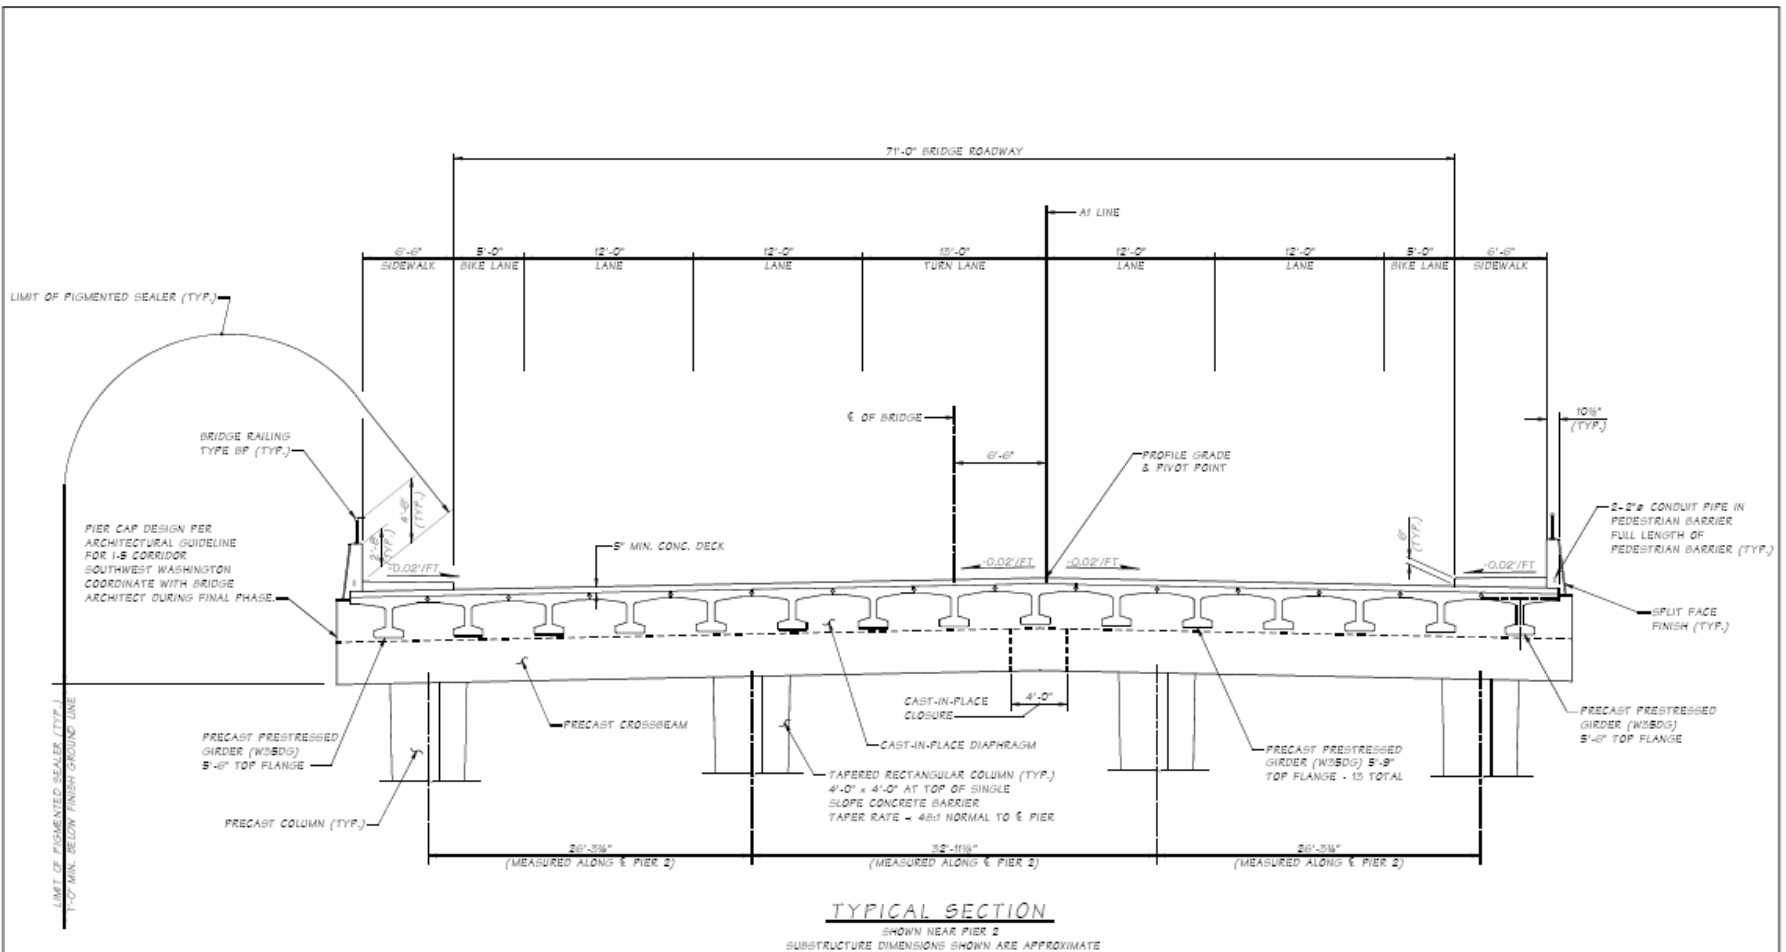 71'-0" BRIDGE ROADWAY
A1 LINE
6'-6" 5'-0" 12'-0" 12'-0" 13'-0" 12'-0" 12'-0" 5'-0" 6'-6"
SIDEWALK BIKE LANE LANE LANE TURN LANE LANE LANE BIKE LANE SIDEWALK
LIMIT OF PIGMENTED SEALER (TYP.)
℄ OF BRIDGE
10½"
(TYP.)
BRIDGE RAILING
TYPE BP (TYP.)
6'-6"
PROFILE GRADE
& PIVOT POINT
(TYP.)
2'-8"
(TYP.)
PIER CAP DESIGN PER
ARCHITECTURAL GUIDELINE
FOR I-5 CORRIDOR
SOUTHWEST WASHINGTON
COORDINATE WITH BRIDGE
ARCHITECT DURING FINAL PHASE.
5" MIN. CONC. DECK
6"
(TYP.)
2-2"ø CONDUIT PIPE IN
PEDESTRIAN BARRIER
FULL LENGTH OF
PEDESTRIAN BARRIER (TYP.)
-0.02'/FT -0.02'/FT -0.02'/FT -0.02'/FT
SPLIT FACE
FINISH (TYP.)
CAST-IN-PLACE
CLOSURE
4'-0"
PRECAST CROSSBEAM
CAST-IN-PLACE DIAPHRAGM
PRECAST PRESTRESSED
GIRDER (W35DG)
5'-6" TOP FLANGE
PRECAST PRESTRESSED
GIRDER (W35DG) 5'-9"
TOP FLANGE - 13 TOTAL
PRECAST PRESTRESSED
GIRDER (W35DG)
5'-6" TOP FLANGE
TAPERED RECTANGULAR COLUMN (TYP.)
4'-0" x 4'-0" AT TOP OF SINGLE
SLOPE CONCRETE BARRIER
TAPER RATE = 48:1 NORMAL TO ℄ PIER
PRECAST COLUMN (TYP.)
LIMIT OF PIGMENTED SEALER (TYP.)
1'-0" MIN. BELOW FINISH GROUND LINE
(MEASURED ALONG ℄ PIER 2)
32'-11½"
(MEASURED ALONG ℄ PIER 2)
(MEASURED ALONG ℄ PIER 2)
TYPICAL SECTION
SHOWN NEAR PIER 2
SUBSTRUCTURE DIMENSIONS SHOWN ARE APPROXIMATE